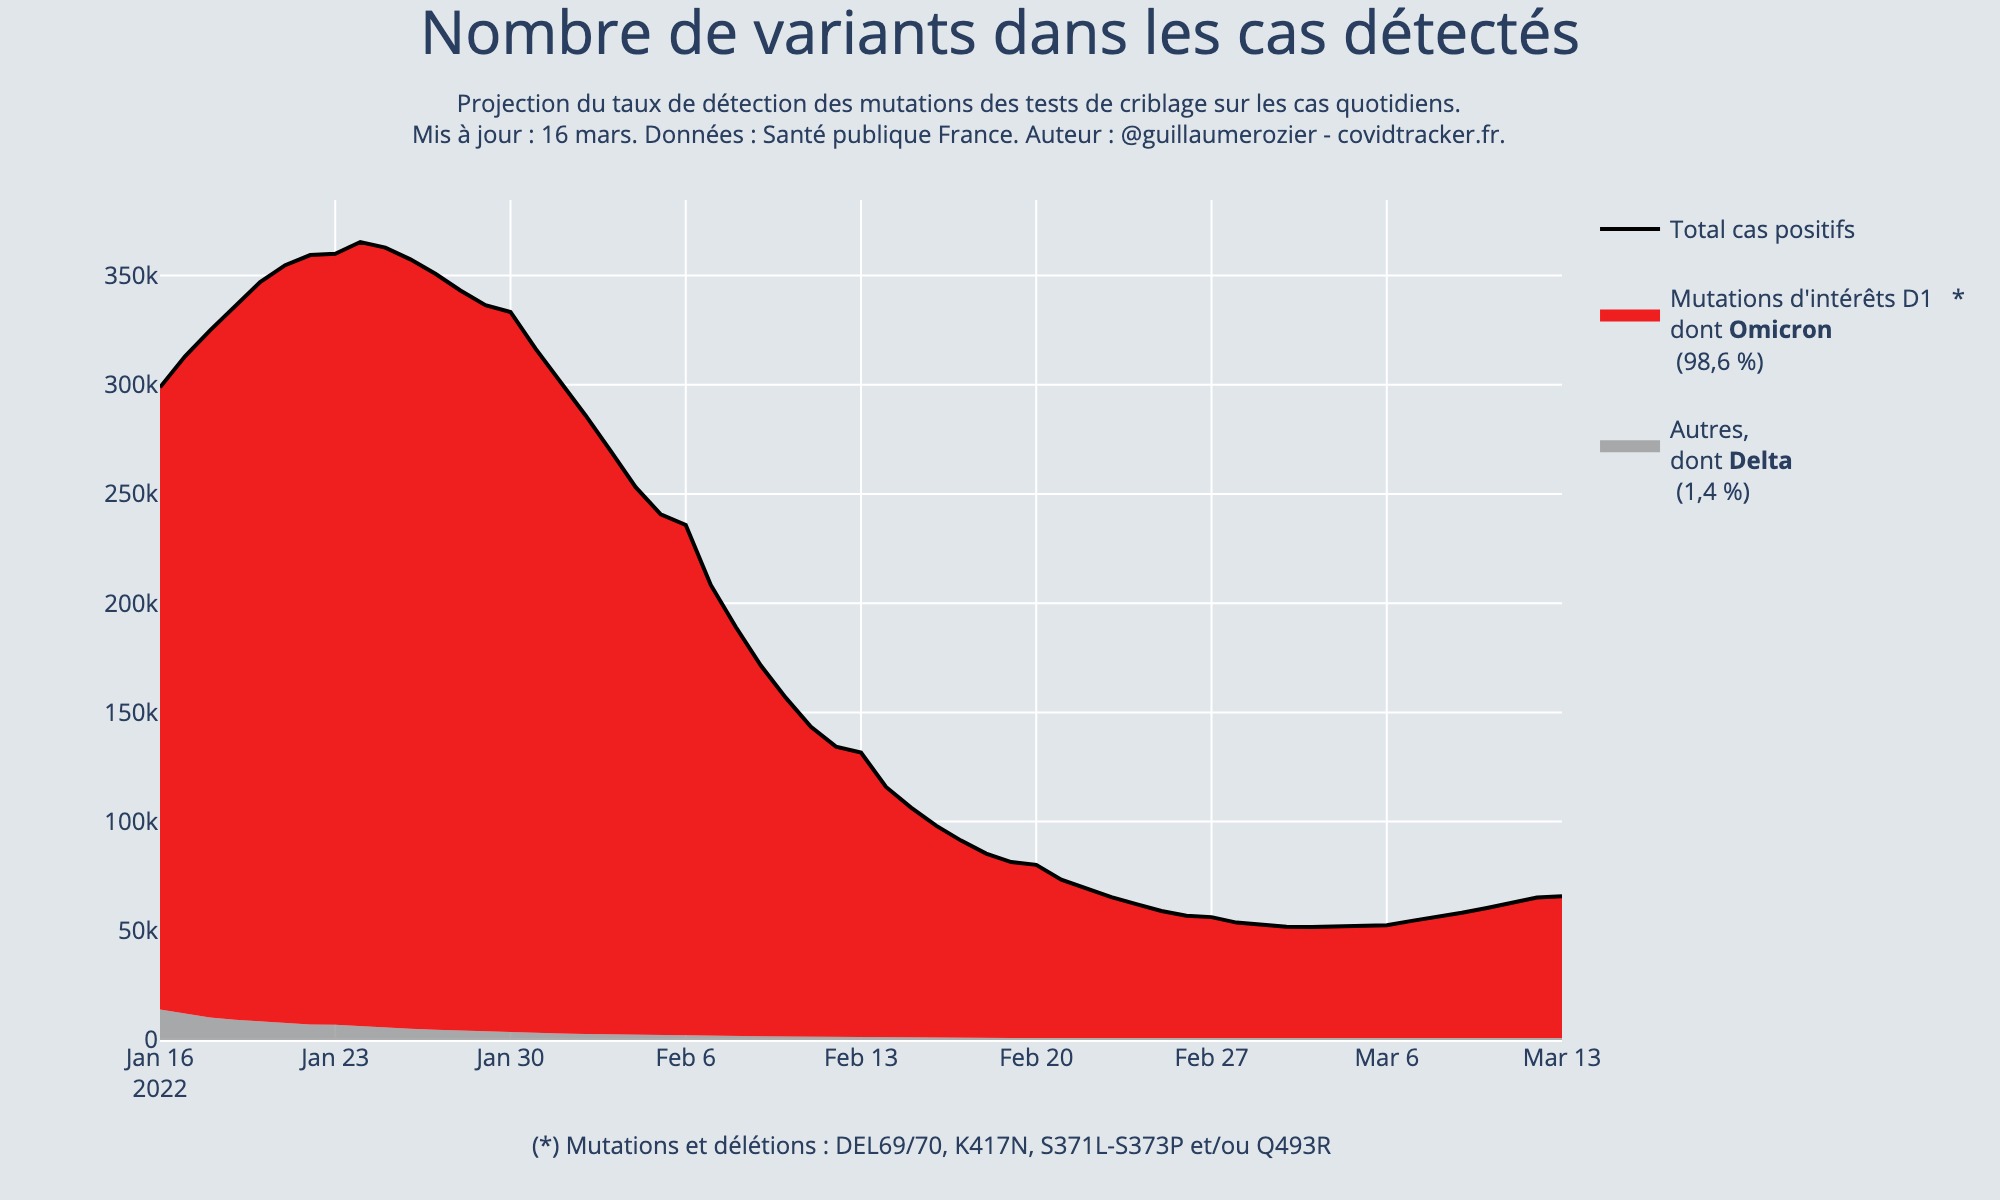 Nombre de variants dans les cas détectés
Projection du taux de détection des mutations des tests de criblage sur les cas quotidiens.
Mis à jour : 16 mars. Données : Santé publique France. Auteur : @guillaumerozier - covidtracker.fr.
Total cas positifs
Mutations d'intérêts D1 *
dont Omicron
(98,6 %)
Autres,
dont Delta
(1,4 %)
350k
300k
250k
200k
150k
100k
50k
0
Jan 16 Jan 23 Jan 30 Feb 6 Feb 13 Feb 20 Feb 27 Mar 6 Mar 13
2022
(*) Mutations et délétions : DEL69/70, K417N, S371L-S373P et/ou Q493R